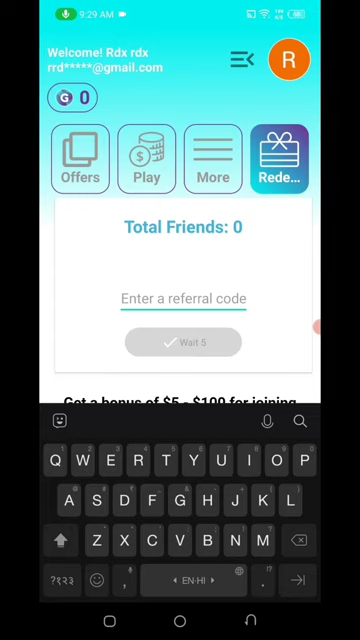 9:29 AM
Welcome! Rdx rdx
rrd*****@gmail.com
R
G 0
Offers
Play
More
Rede...
Total Friends: 0
Enter a referral code
Wait 5
Get a bonus of $5 - $100 for joining
Q W E R T Y U I O P
A S D F G H J K L
Z X C V B N M
?१२३ , EN-HI .